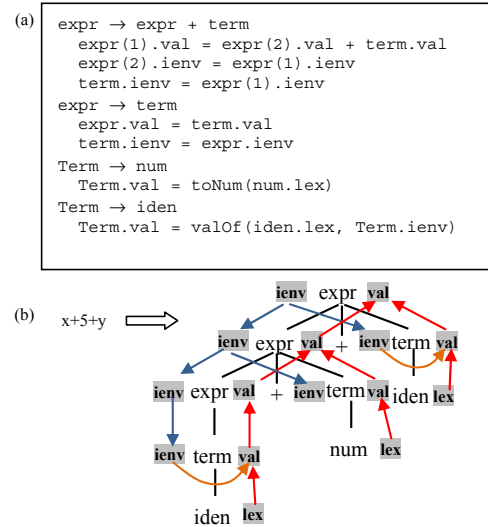 (a)
expr → expr + term
expr(1).val = expr(2).val + term.val
expr(2).ienv = expr(1).ienv
term.ienv = expr(1).ienv
expr → term
expr.val = term.val
term.ienv = expr.ienv
Term → num
Term.val = toNum(num.lex)
Term → iden
Term.val = valOf(iden.lex, Term.ienv)
(b)
x+5+y
ienv expr val
ienv expr val + ienv term val
ienv expr val + ienv term val iden lex
ienv term val num lex
iden lex